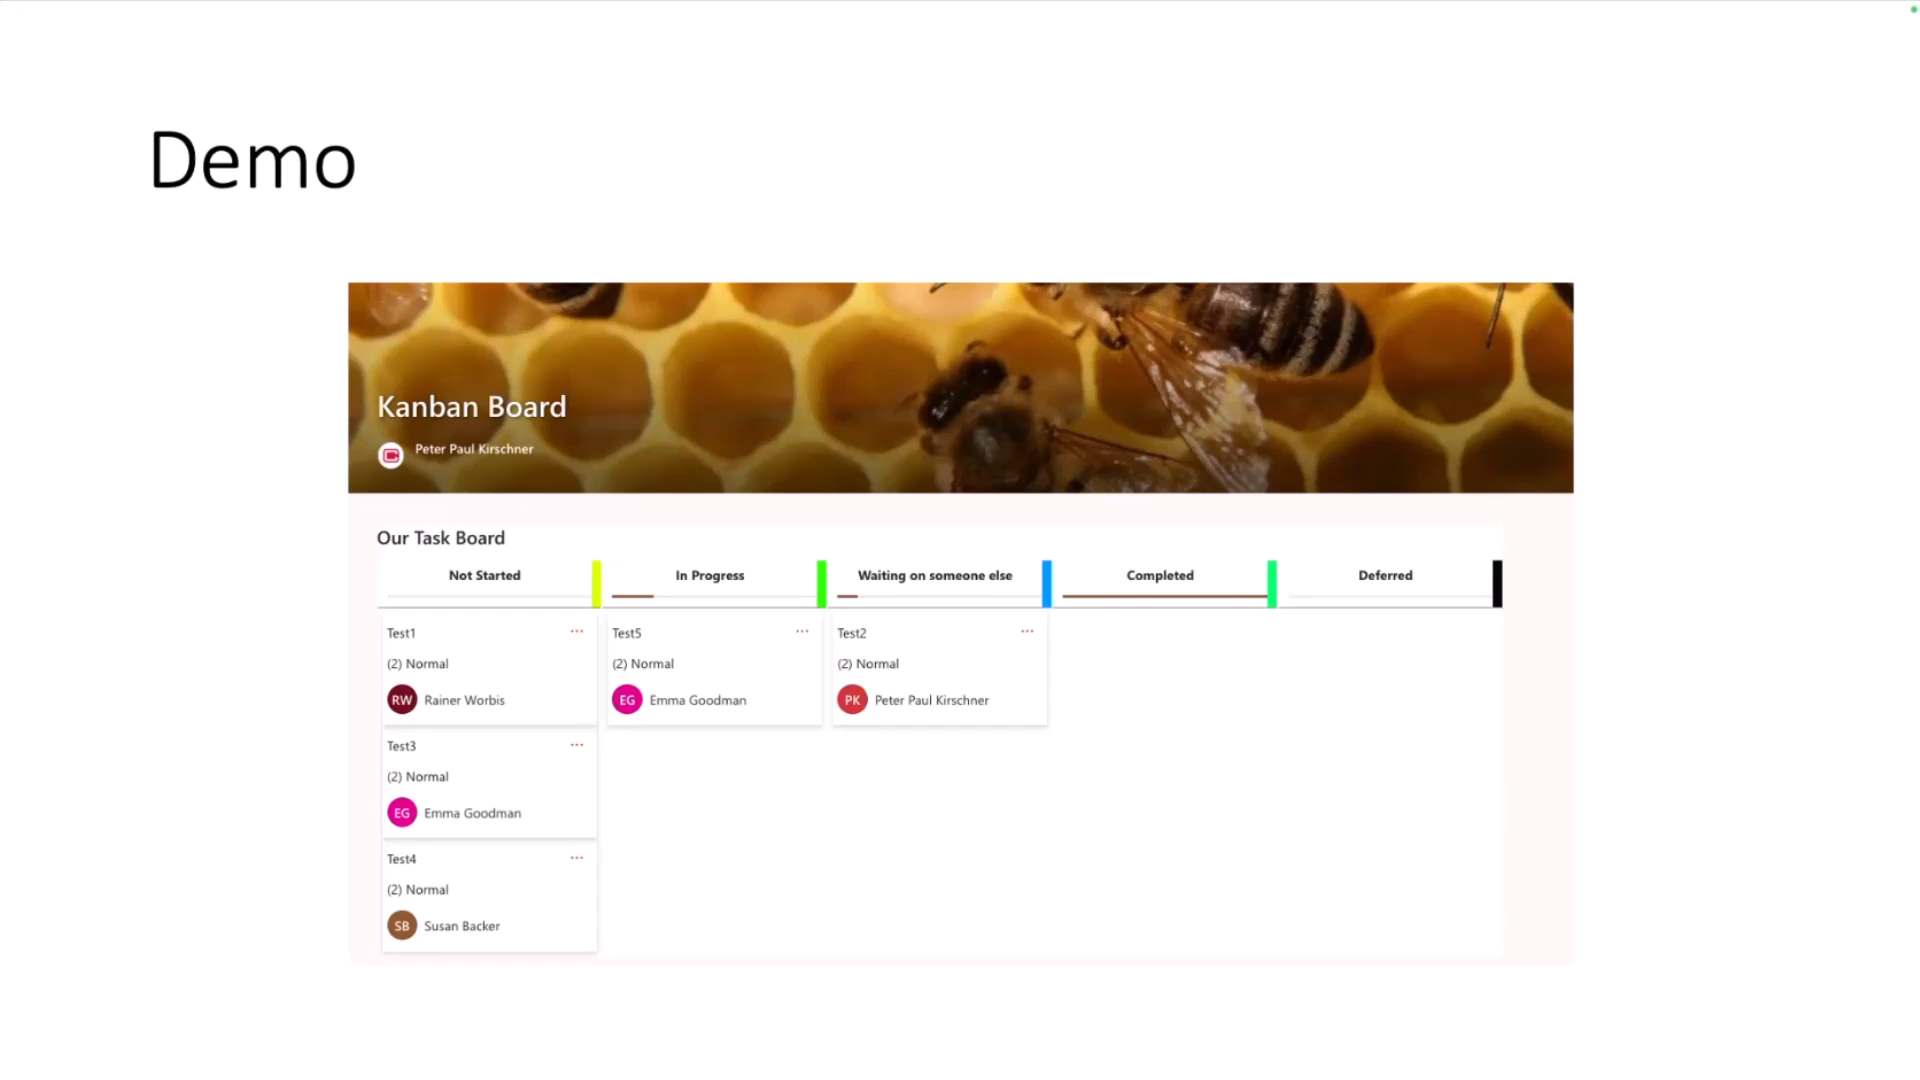 Demo
Kanban Board
Peter Paul Kirschner
Our Task Board
Not Started
In Progress
Waiting on someone else
Completed
Deferred
Test1
(2) Normal
RW Rainer Worbis
Test3
(2) Normal
EG Emma Goodman
Test4
(2) Normal
SB Susan Backer
Test5
(2) Normal
EG Emma Goodman
Test2
(2) Normal
PK Peter Paul Kirschner